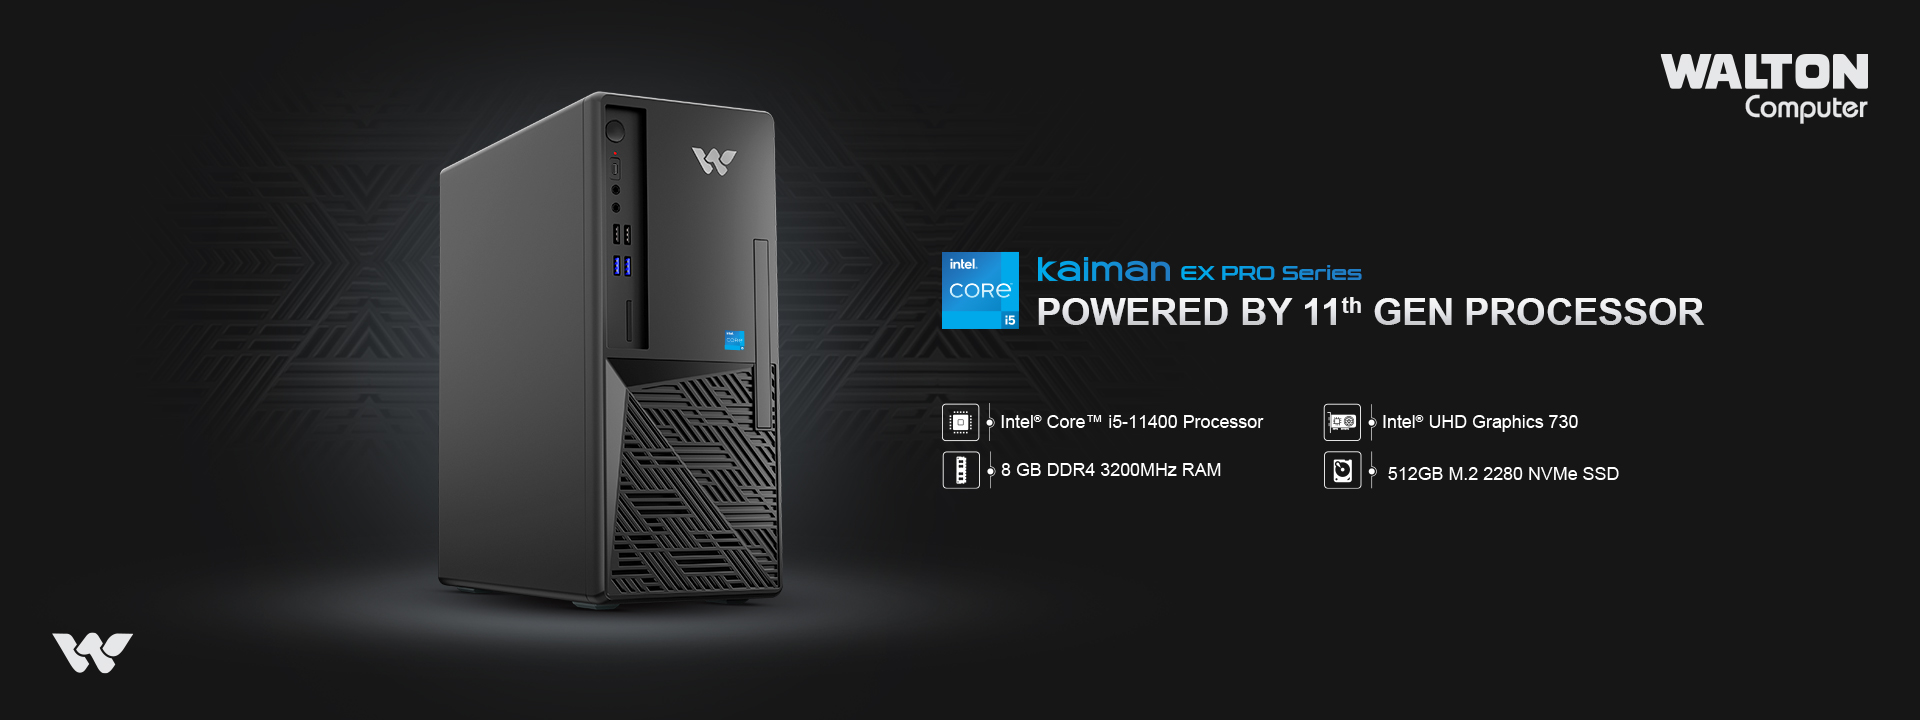 WALTON
Computer
intel.
CORE
i5
kaiman EX PRO Series
POWERED BY 11th GEN PROCESSOR
Intel® Core™ i5-11400 Processor
Intel® UHD Graphics 730
8 GB DDR4 3200MHz RAM
512GB M.2 2280 NVMe SSD